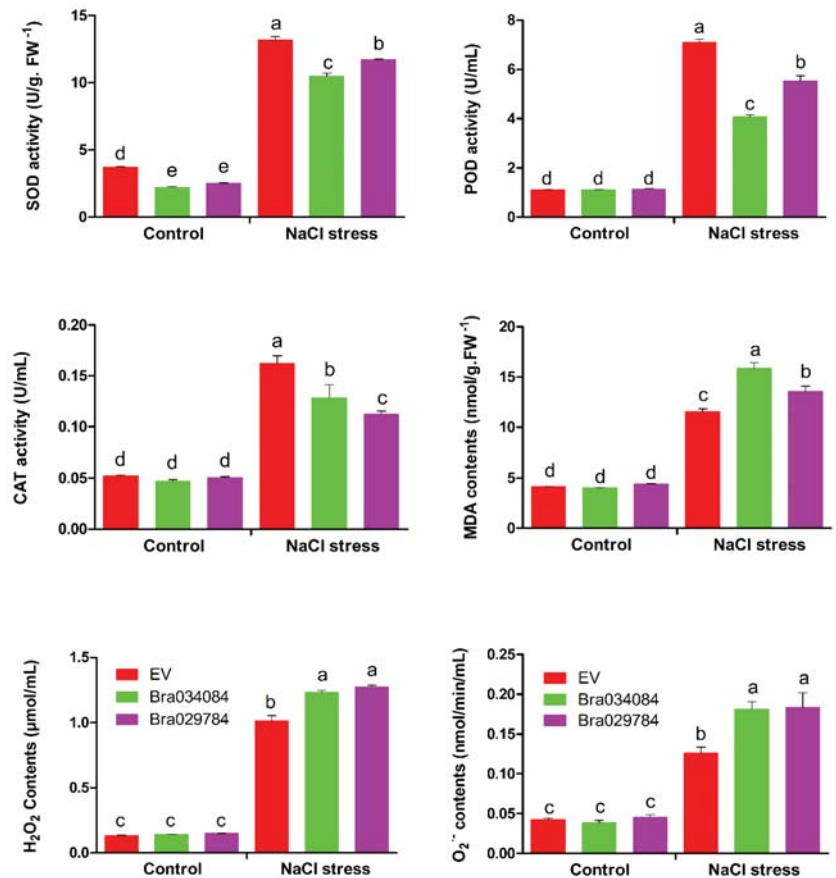 SOD activity (U/g. FW⁻¹)
15
10
5
0
d
e
e
a
c
b
Control
NaCl stress
POD activity (U/mL)
8
6
4
2
0
d
d
d
a
c
b
Control
NaCl stress
CAT activity (U/mL)
0.20
0.15
0.10
0.05
0.00
d
d
d
a
b
c
Control
NaCl stress
MDA contents (nmol/g.FW⁻¹)
20
15
10
5
0
d
d
d
c
a
b
Control
NaCl stress
H₂O₂ Contents (µmol/mL)
1.5
1.0
0.5
0.0
EV
Bra034084
Bra029784
c
c
c
b
a
a
Control
NaCl stress
O₂·⁻ contents (nmol/min/mL)
0.25
0.20
0.15
0.10
0.05
0.00
EV
Bra034084
Bra029784
c
c
c
b
a
a
Control
NaCl stress